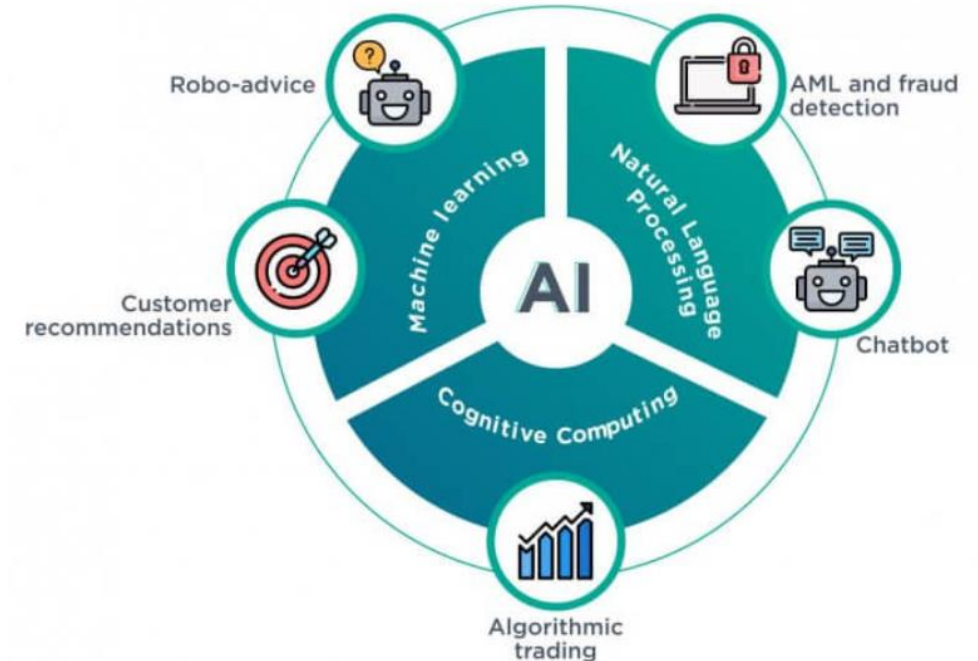 Robo-advice
?
AML and fraud
detection
Machine learning
Natural Language
Processing
AI
Customer
recommendations
Chatbot
Cognitive Computing
Algorithmic
trading